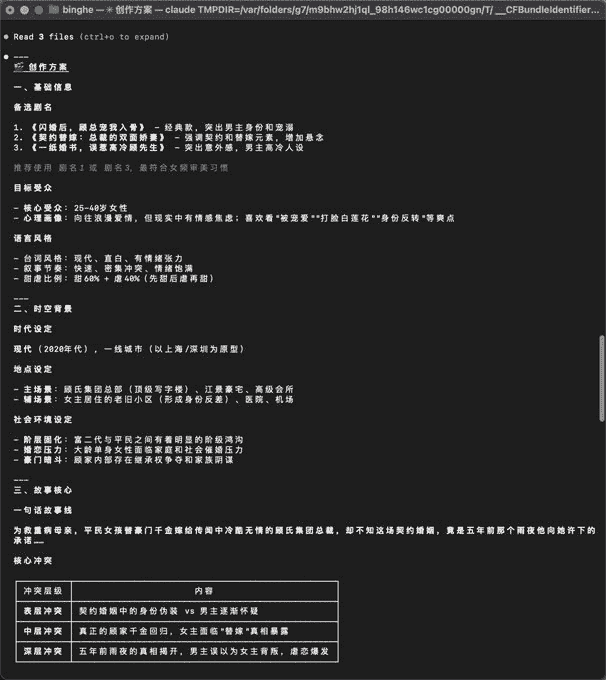 binghe — ✳ 创作方案 — claude TMPDIR=/var/folders/g7/m9bhw2hj1ql_98h146wc1cg00000gn/T/ __CFBundleIdentifier...
Read 3 files (ctrl+o to expand)
---
🎬 创作方案
一、基础信息
备选剧名
1. 《闪婚后，顾总宠我入骨》 - 经典款，突出男主身份和宠溺
2. 《契约替嫁：总裁的双面娇妻》 - 强调契约和替嫁元素，增加悬念
3. 《一纸婚书，误惹高冷顾先生》 - 突出意外感，男主高冷人设
推荐使用 剧名1 或 剧名3，最符合女频审美习惯
目标受众
- 核心受众：25-40岁女性
- 心理画像：向往浪漫爱情，但现实中有情感焦虑；喜欢看"被宠爱""打脸白莲花""身份反转"等爽点
语言风格
- 台词风格：现代、直白、有情绪张力
- 叙事节奏：快速、密集冲突、情绪饱满
- 甜虐比例：甜60% + 虐40%（先甜后虐再甜）
---
二、时空背景
时代设定
现代（2020年代），一线城市（以上海/深圳为原型）
地点设定
- 主场景：顾氏集团总部（顶级写字楼）、江景豪宅、高级会所
- 辅场景：女主居住的老旧小区（形成身份反差）、医院、机场
社会环境设定
- 阶层固化：富二代与平民之间有着明显的阶级鸿沟
- 婚恋压力：大龄单身女性面临家庭和社会催婚压力
- 豪门暗斗：顾家内部存在继承权争夺和家族阴谋
---
三、故事核心
一句话故事线
为救重病母亲，平民女孩替豪门千金嫁给传闻中冷酷无情的顾氏集团总裁，却不知这场契约婚姻，竟是五年前那个雨夜他向她许下的
承诺……
核心冲突
冲突层级 内容
表层冲突 契约婚姻中的身份伪装 vs 男主逐渐怀疑
中层冲突 真正的顾家千金回归，女主面临"替嫁"真相暴露
深层冲突 五年前雨夜的真相揭开，男主误以为女主背叛，虐恋爆发